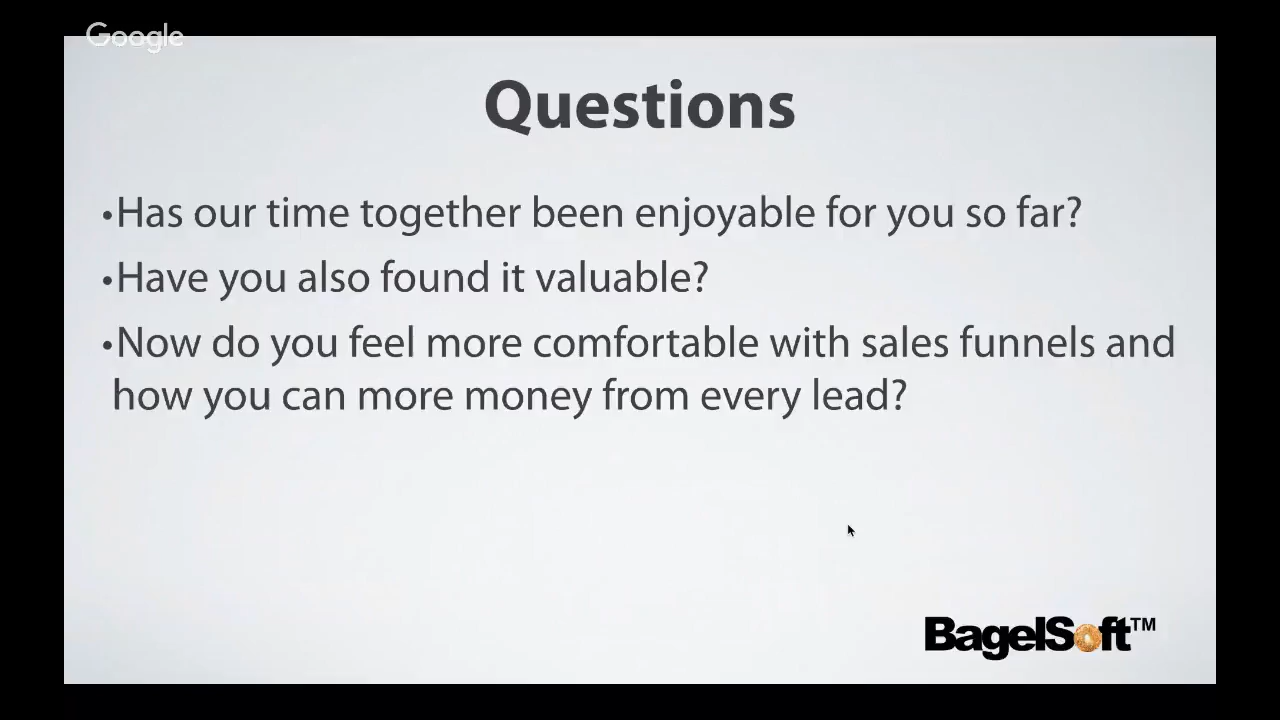 Google
Questions
•Has our time together been enjoyable for you so far?
•Have you also found it valuable?
•Now do you feel more comfortable with sales funnels and
how you can more money from every lead?
BagelSoft™